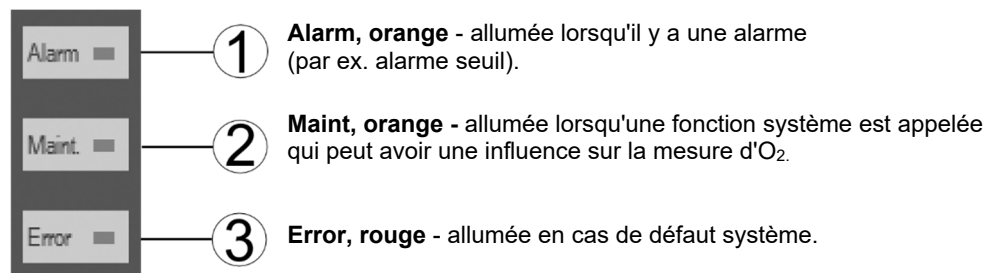 Alarm
1
Alarm, orange - allumée lorsqu'il y a une alarme
(par ex. alarme seuil).
Maint.
2
Maint, orange - allumée lorsqu'une fonction système est appelée
qui peut avoir une influence sur la mesure d'O₂.
Error
3
Error, rouge - allumée en cas de défaut système.